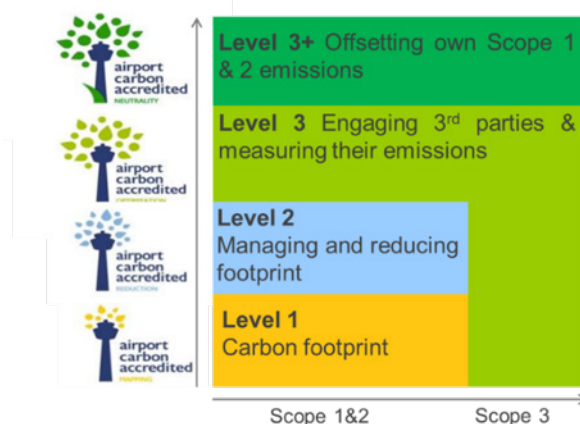 airport
carbon
accredited
NEUTRALITY
Level 3+ Offsetting own Scope 1
& 2 emissions
airport
carbon
accredited
Level 3 Engaging 3rd parties &
measuring their emissions
airport
carbon
accredited
REDUCTION
Level 2
Managing and reducing
footprint
airport
carbon
accredited
MAPPING
Level 1
Carbon footprint
Scope 1&2
Scope 3